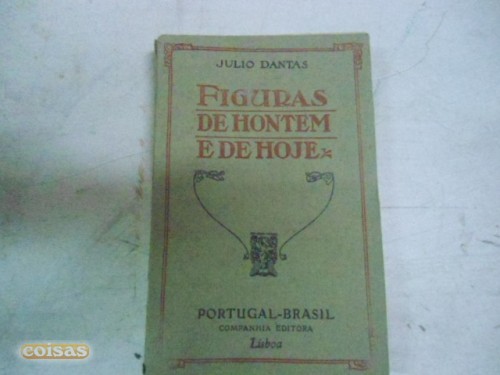 JULIO DANTAS
FIGURAS
DE HONTEM
E DE HOJE
PORTUGAL-BRASIL
COMPANHIA EDITORA
Lisboa
coisas